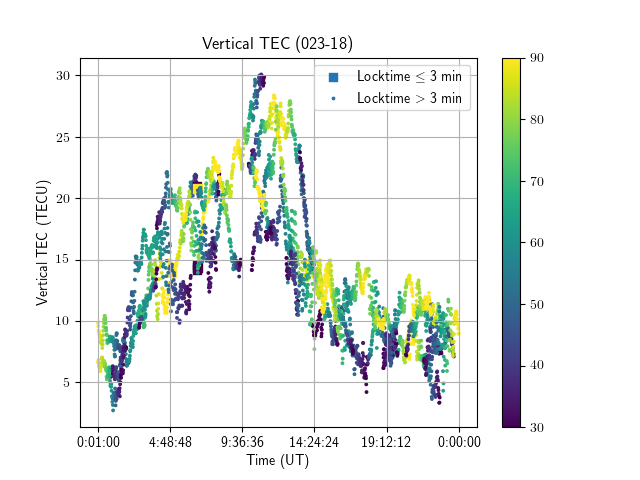 Vertical TEC (023-18)
Locktime ≤ 3 min
Locktime > 3 min
Vertical TEC (TECU)
30
25
20
15
10
5
0:01:00 4:48:48 9:36:36 14:24:24 19:12:12 0:00:00
Time (UT)
90
80
70
60
50
40
30